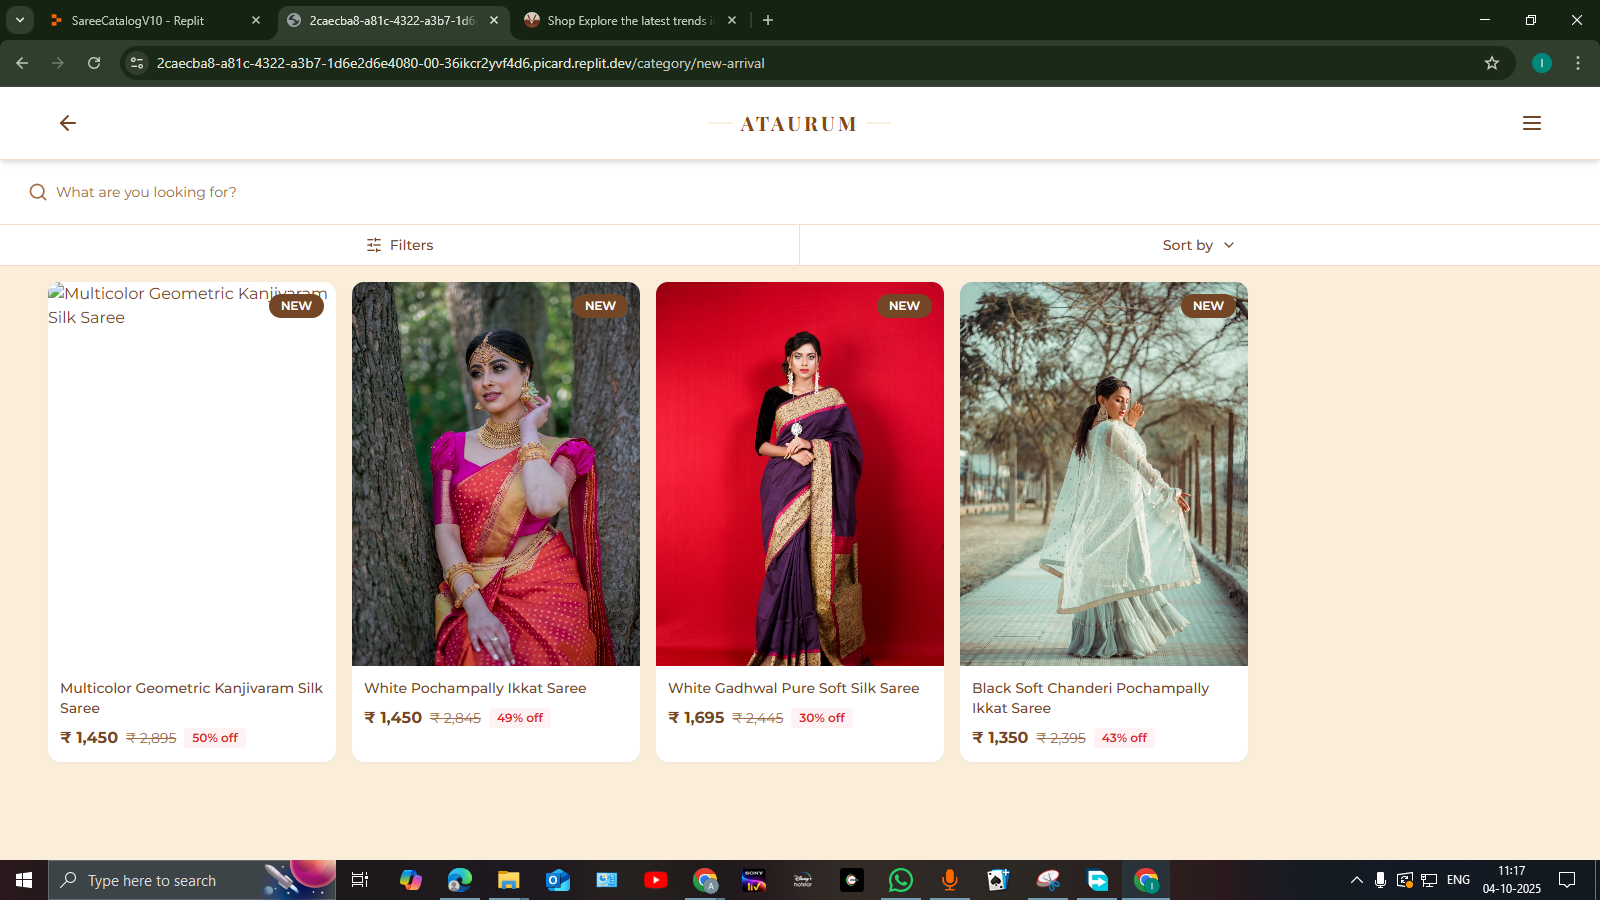 SareeCatalogV10 - Replit
2caecba8-a81c-4322-a3b7-1d6
Shop Explore the latest trends i
2caecba8-a81c-4322-a3b7-1d6e2d6e4080-00-36ikcr2yvf4d6.picard.replit.dev/category/new-arrival
I
ATAURUM
What are you looking for?
Filters
Sort by
Multicolor Geometric Kanjivaram
Silk Saree
NEW
NEW
NEW
NEW
Multicolor Geometric Kanjivaram Silk
Saree
₹ 1,450 ₹ 2,895 50% off
White Pochampally Ikkat Saree
₹ 1,450 ₹ 2,845 49% off
White Gadhwal Pure Soft Silk Saree
₹ 1,695 ₹ 2,445 30% off
Black Soft Chanderi Pochampally
Ikkat Saree
₹ 1,350 ₹ 2,395 43% off
Type here to search
A
SONY
liv
hotstar
I
ENG
11:17
04-10-2025